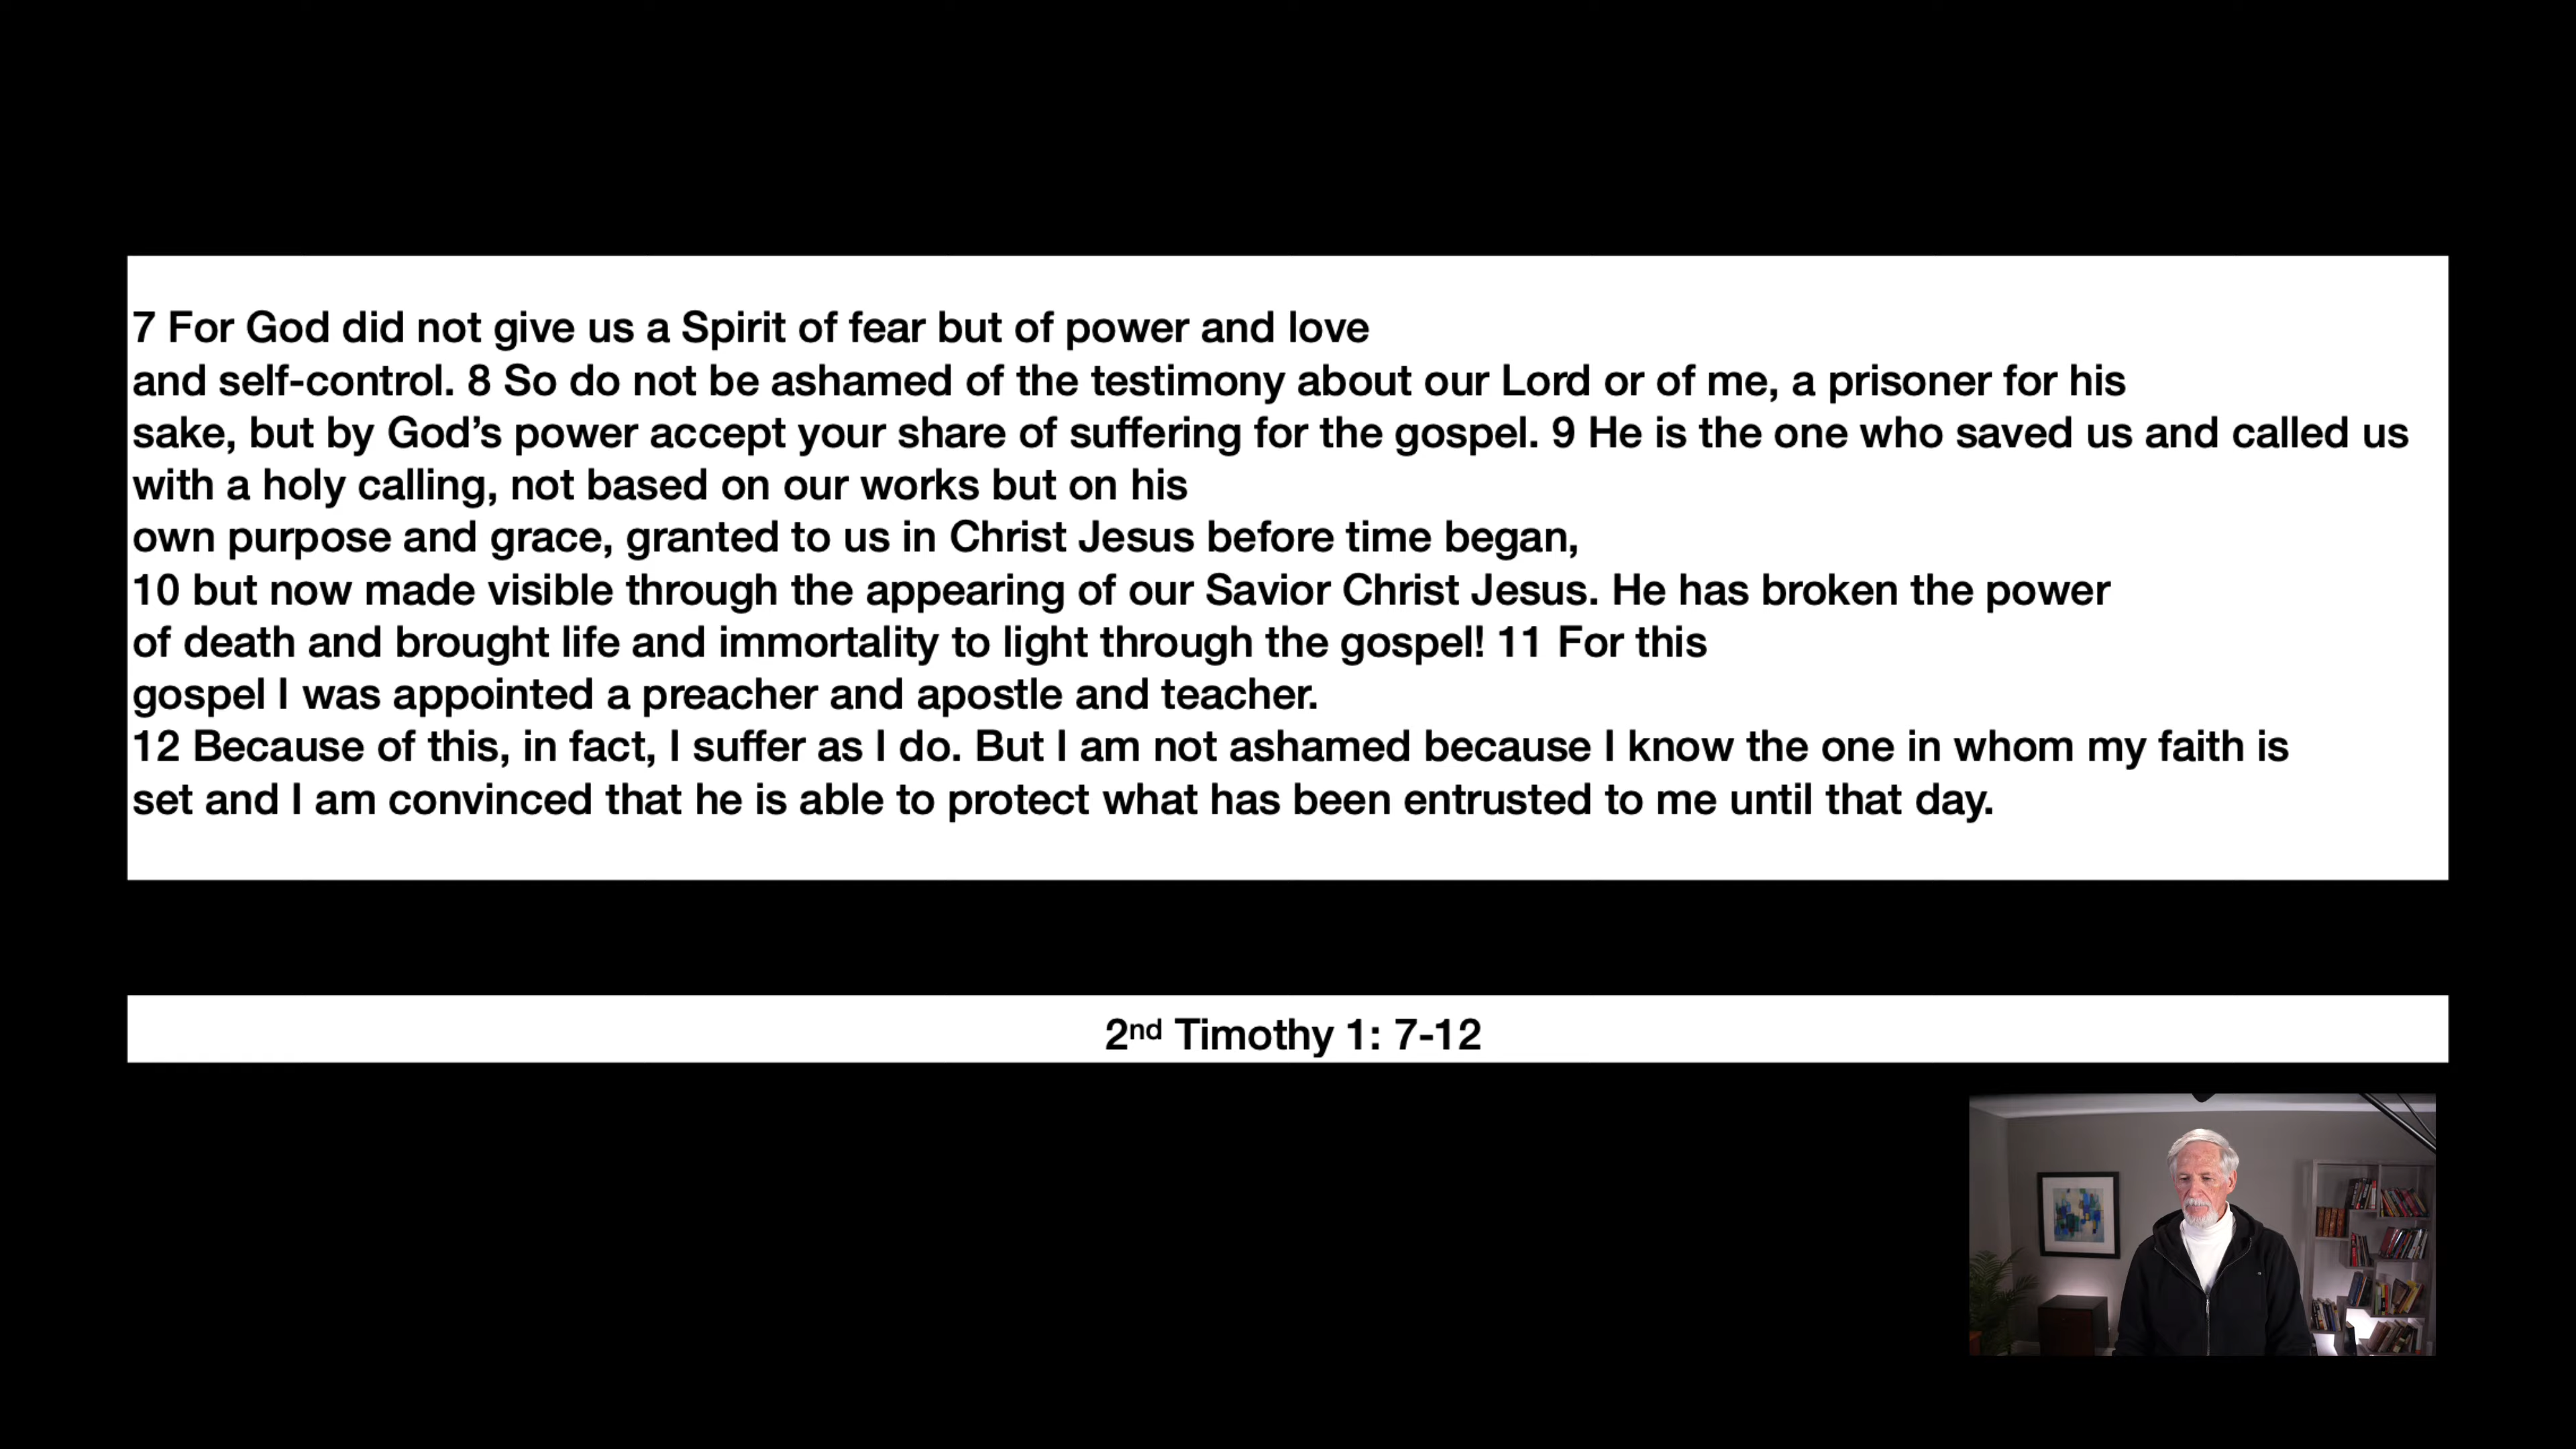 7 For God did not give us a Spirit of fear but of power and love
and self-control. 8 So do not be ashamed of the testimony about our Lord or of me, a prisoner for his
sake, but by God’s power accept your share of suffering for the gospel. 9 He is the one who saved us and called us
with a holy calling, not based on our works but on his
own purpose and grace, granted to us in Christ Jesus before time began,
10 but now made visible through the appearing of our Savior Christ Jesus. He has broken the power
of death and brought life and immortality to light through the gospel! 11 For this
gospel I was appointed a preacher and apostle and teacher.
12 Because of this, in fact, I suffer as I do. But I am not ashamed because I know the one in whom my faith is
set and I am convinced that he is able to protect what has been entrusted to me until that day.
2nd Timothy 1: 7-12